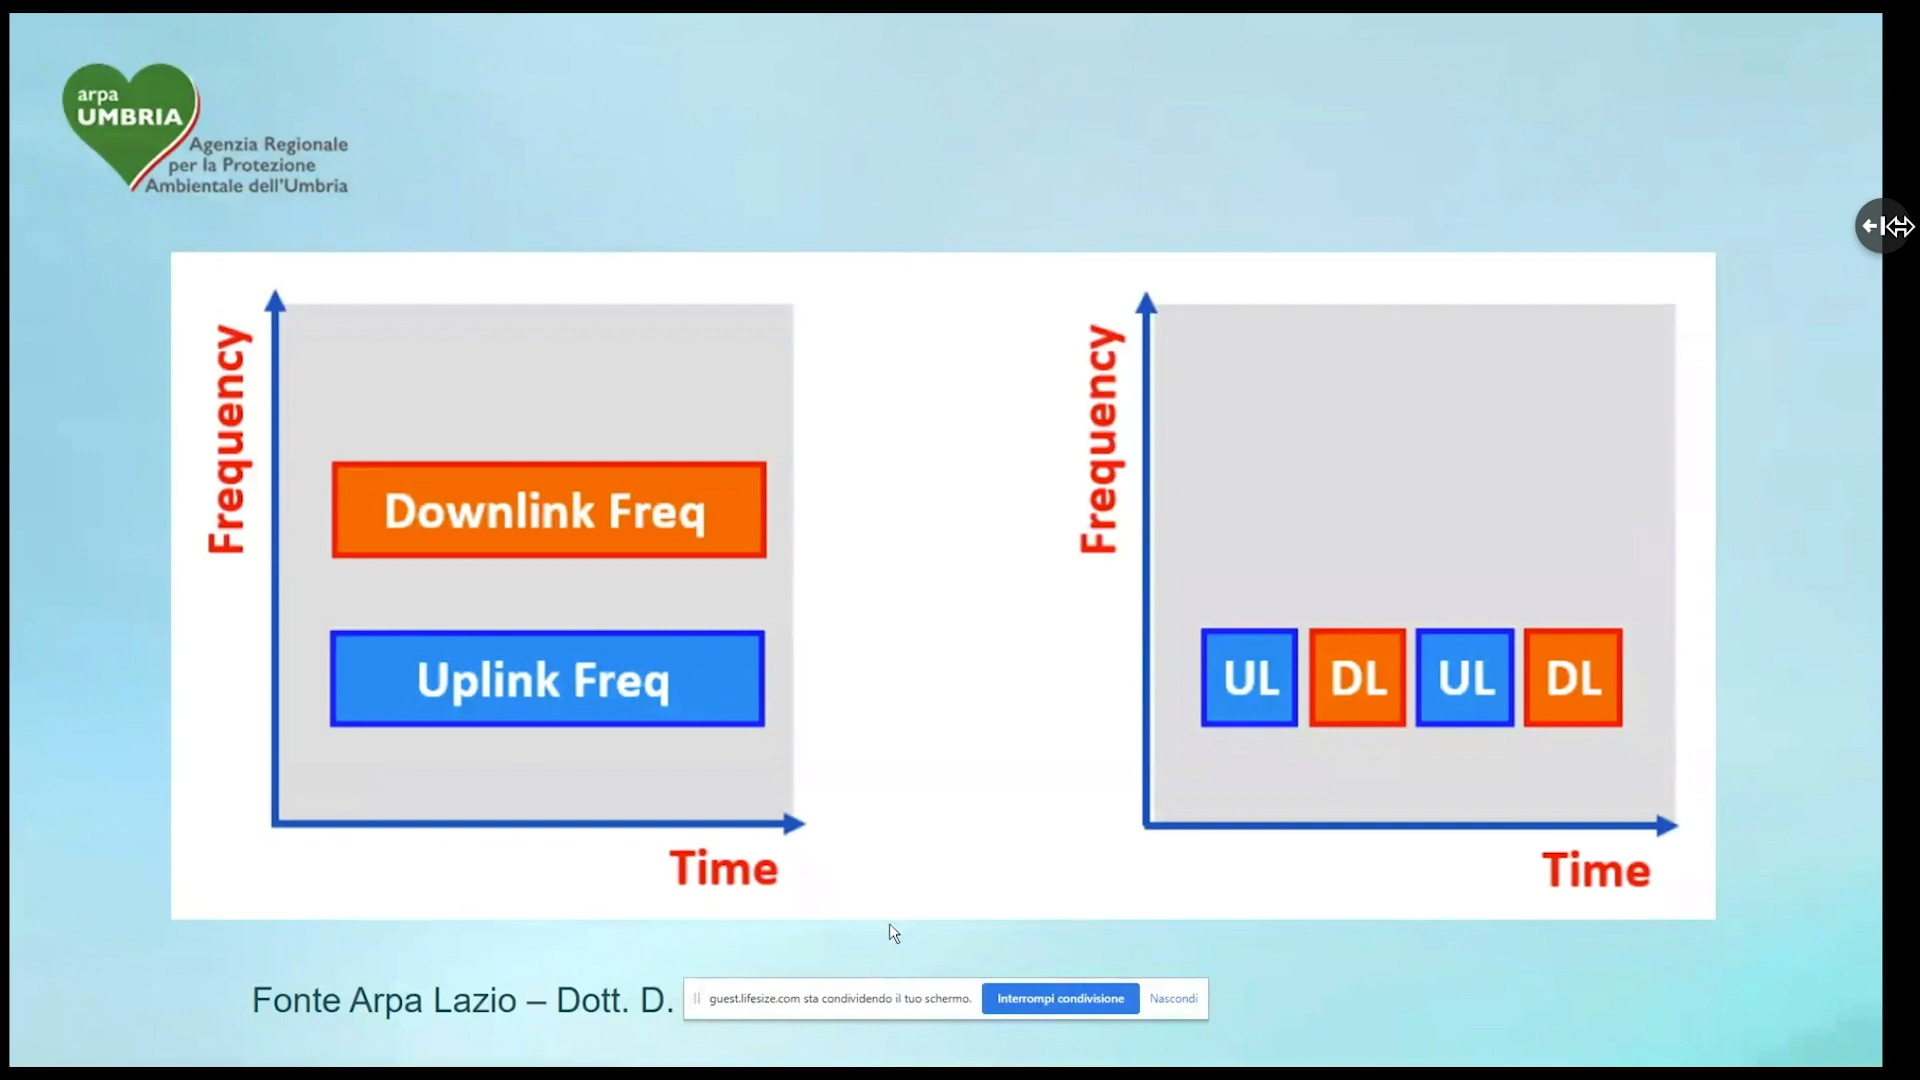 arpa
UMBRIA
Agenzia Regionale
per la Protezione
Ambientale dell'Umbria
Frequency
Downlink Freq
Uplink Freq
Time
Frequency
UL DL UL DL
Time
Fonte Arpa Lazio – Dott. D.
guest.lifesize.com sta condividendo il tuo schermo. Interrompi condivisione Nascondi